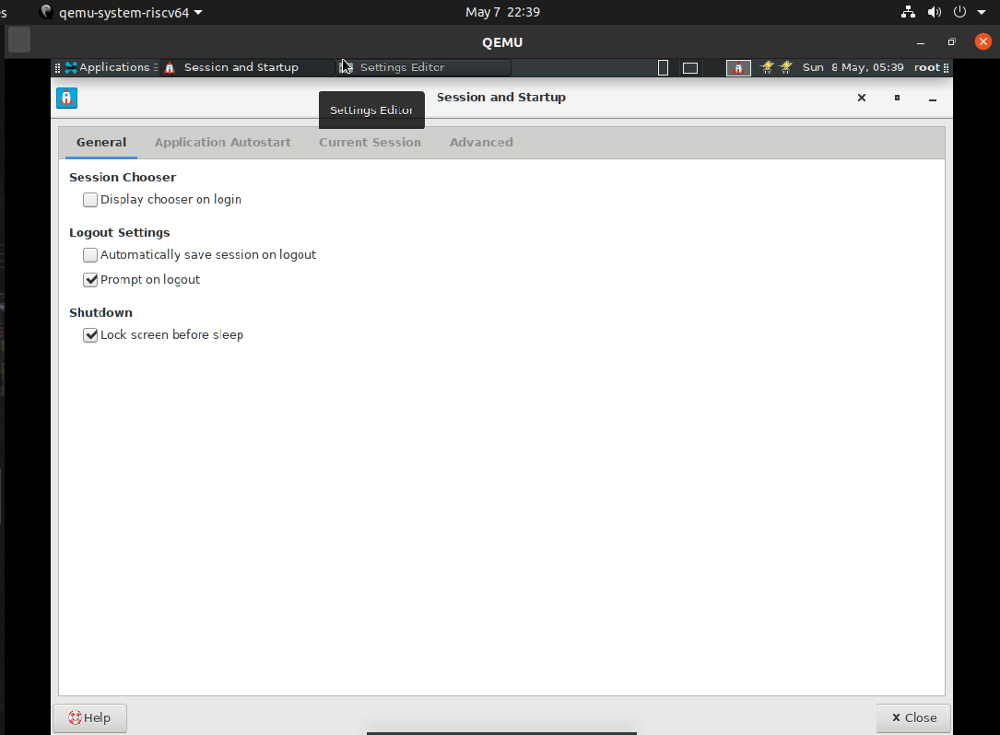 es qemu-system-riscv64 May 7 22:39
QEMU
Applications Session and Startup Settings Editor Sun 8 May, 05:39 root
Session and Startup
Settings Editor
General Application Autostart Current Session Advanced
Session Chooser
Display chooser on login
Logout Settings
Automatically save session on logout
Prompt on logout
Shutdown
Lock screen before sleep
Help Close